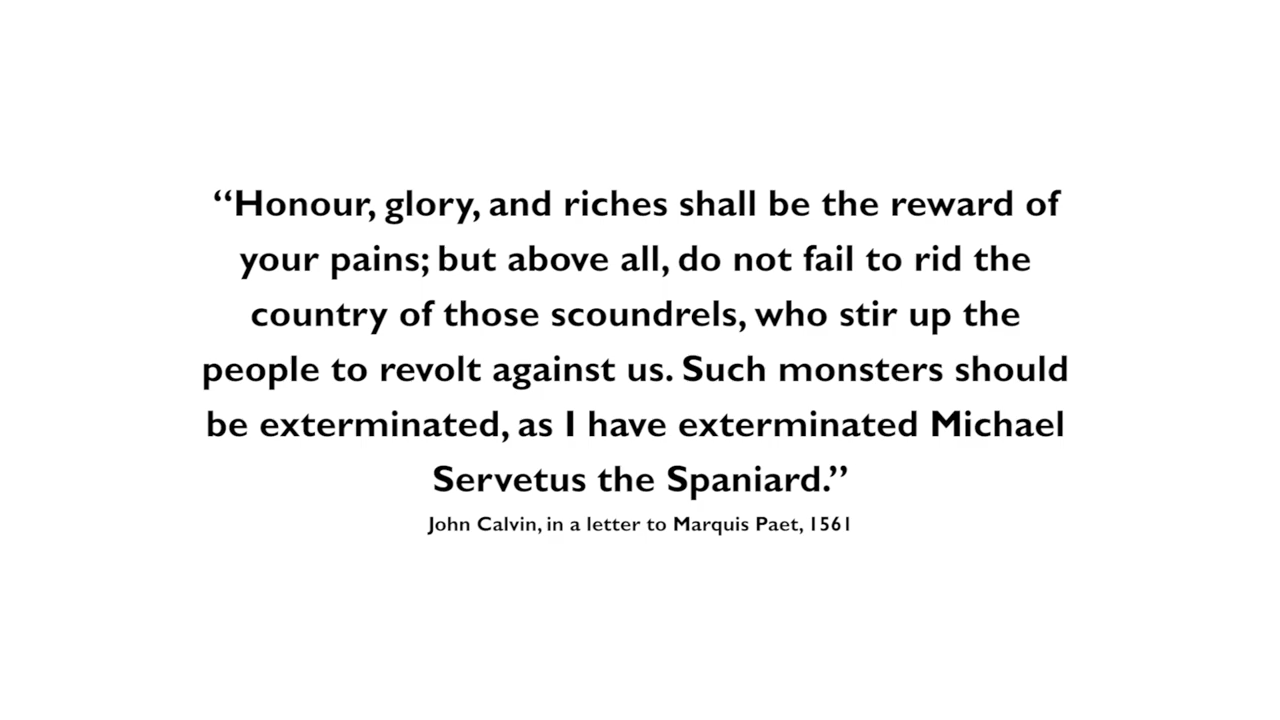 “Honour, glory, and riches shall be the reward of
your pains; but above all, do not fail to rid the
country of those scoundrels, who stir up the
people to revolt against us. Such monsters should
be exterminated, as I have exterminated Michael
Servetus the Spaniard.”
John Calvin, in a letter to Marquis Paet, 1561